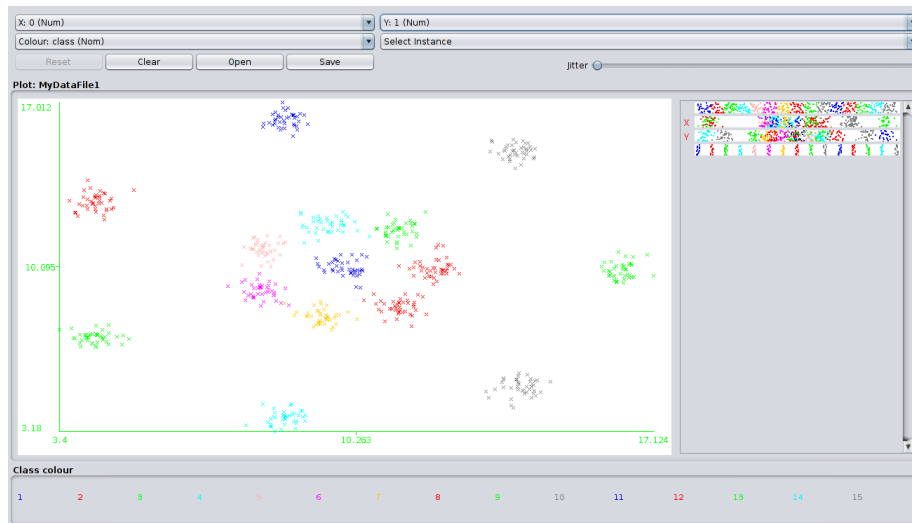 X: 0 (Num) Y: 1 (Num)
Colour: class (Nom) Select Instance
Reset Clear Open Save Jitter
Plot: MyDataFile1
17.012
X
Y
10.095
3.18
3.4 10.263 17.124
Class colour
1 2 3 4 5 6 7 8 9 10 11 12 13 14 15